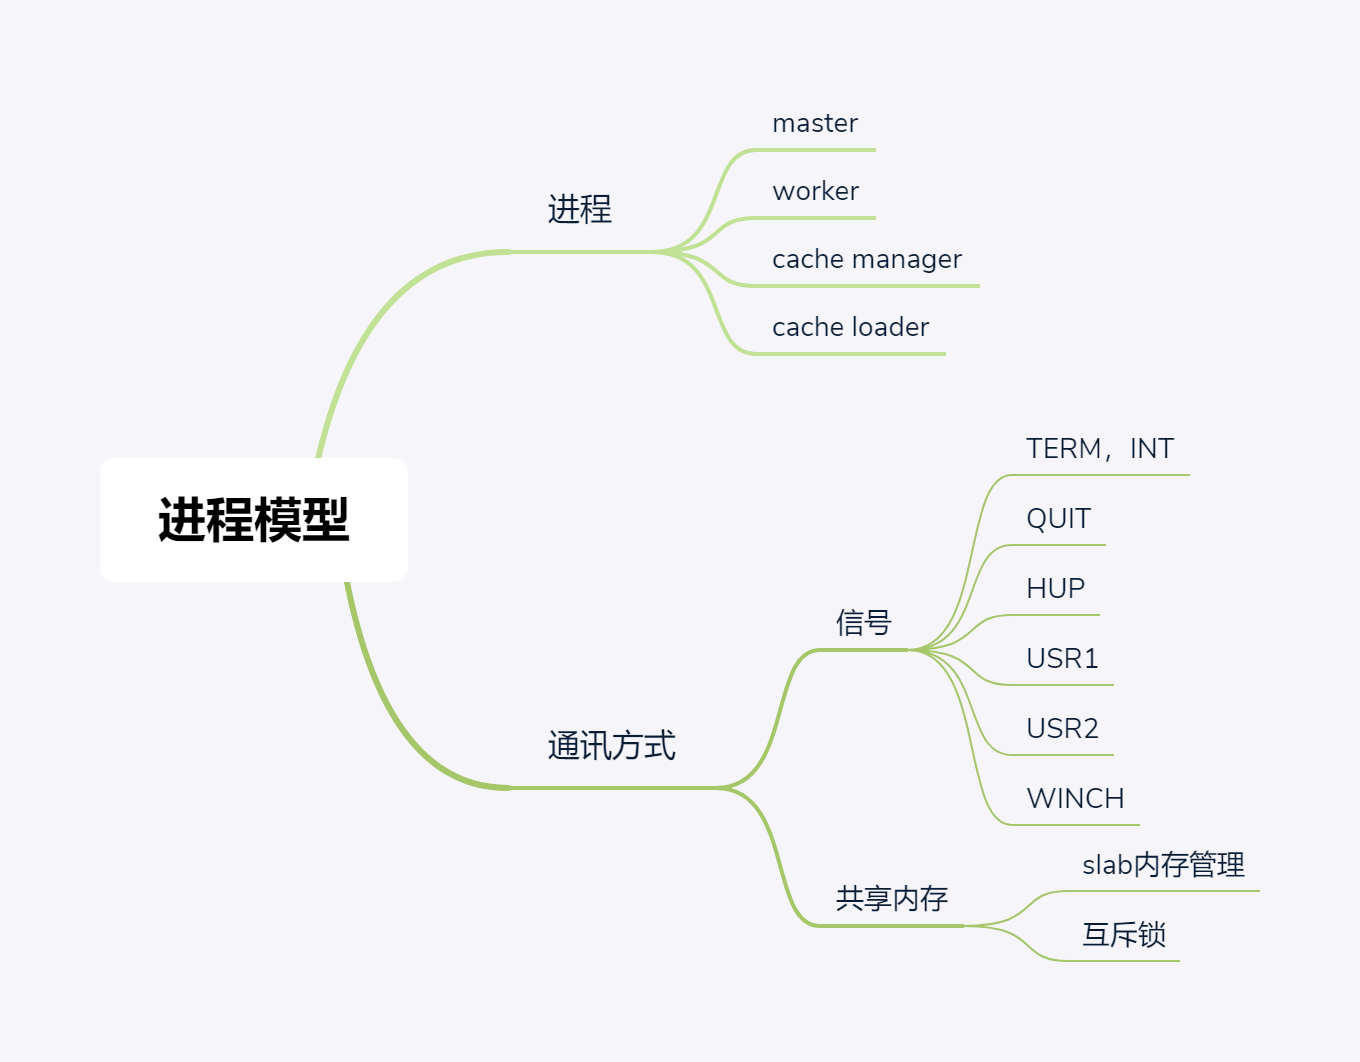 进程模型
进程
master
worker
cache manager
cache loader
通讯方式
信号
TERM，INT
QUIT
HUP
USR1
USR2
WINCH
共享内存
slab内存管理
互斥锁